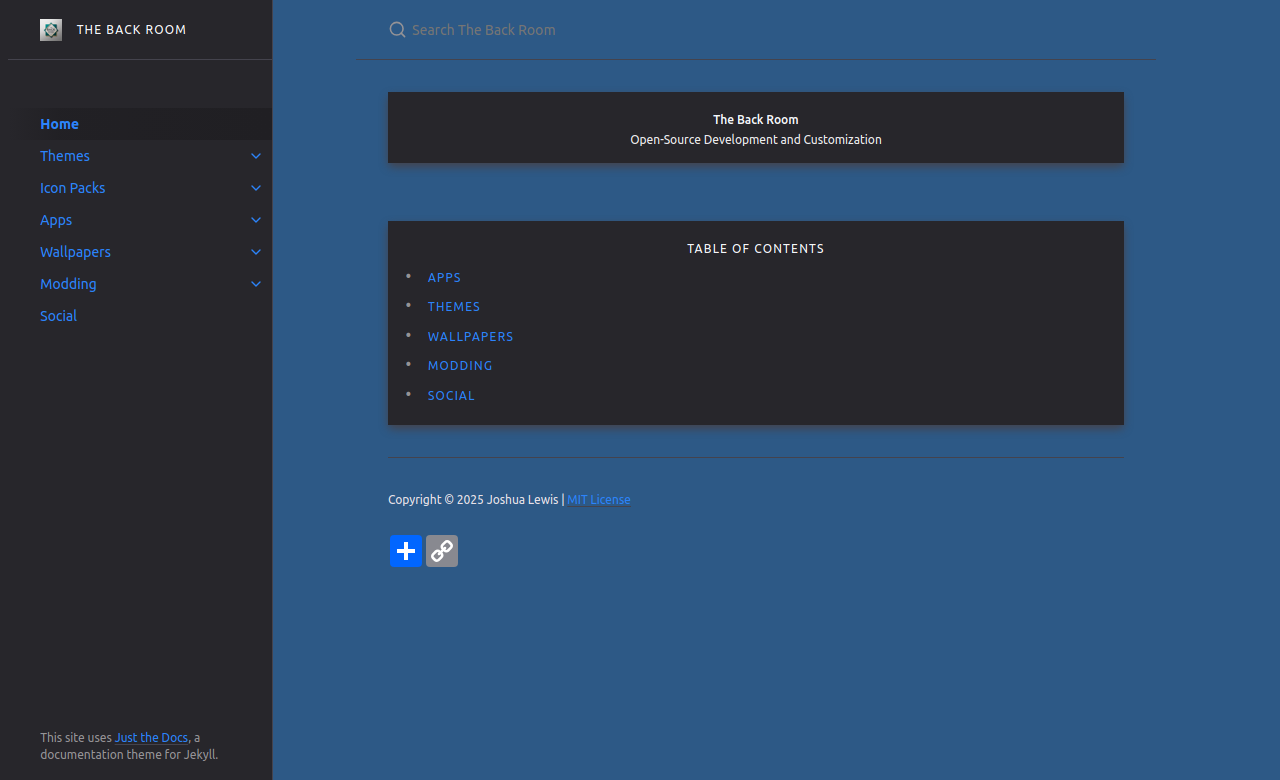 THE BACK ROOM
Search The Back Room
Home
Themes
Icon Packs
Apps
Wallpapers
Modding
Social
The Back Room
Open-Source Development and Customization
TABLE OF CONTENTS
• APPS
• THEMES
• WALLPAPERS
• MODDING
• SOCIAL
Copyright © 2025 Joshua Lewis | MIT License
This site uses Just the Docs, a
documentation theme for Jekyll.